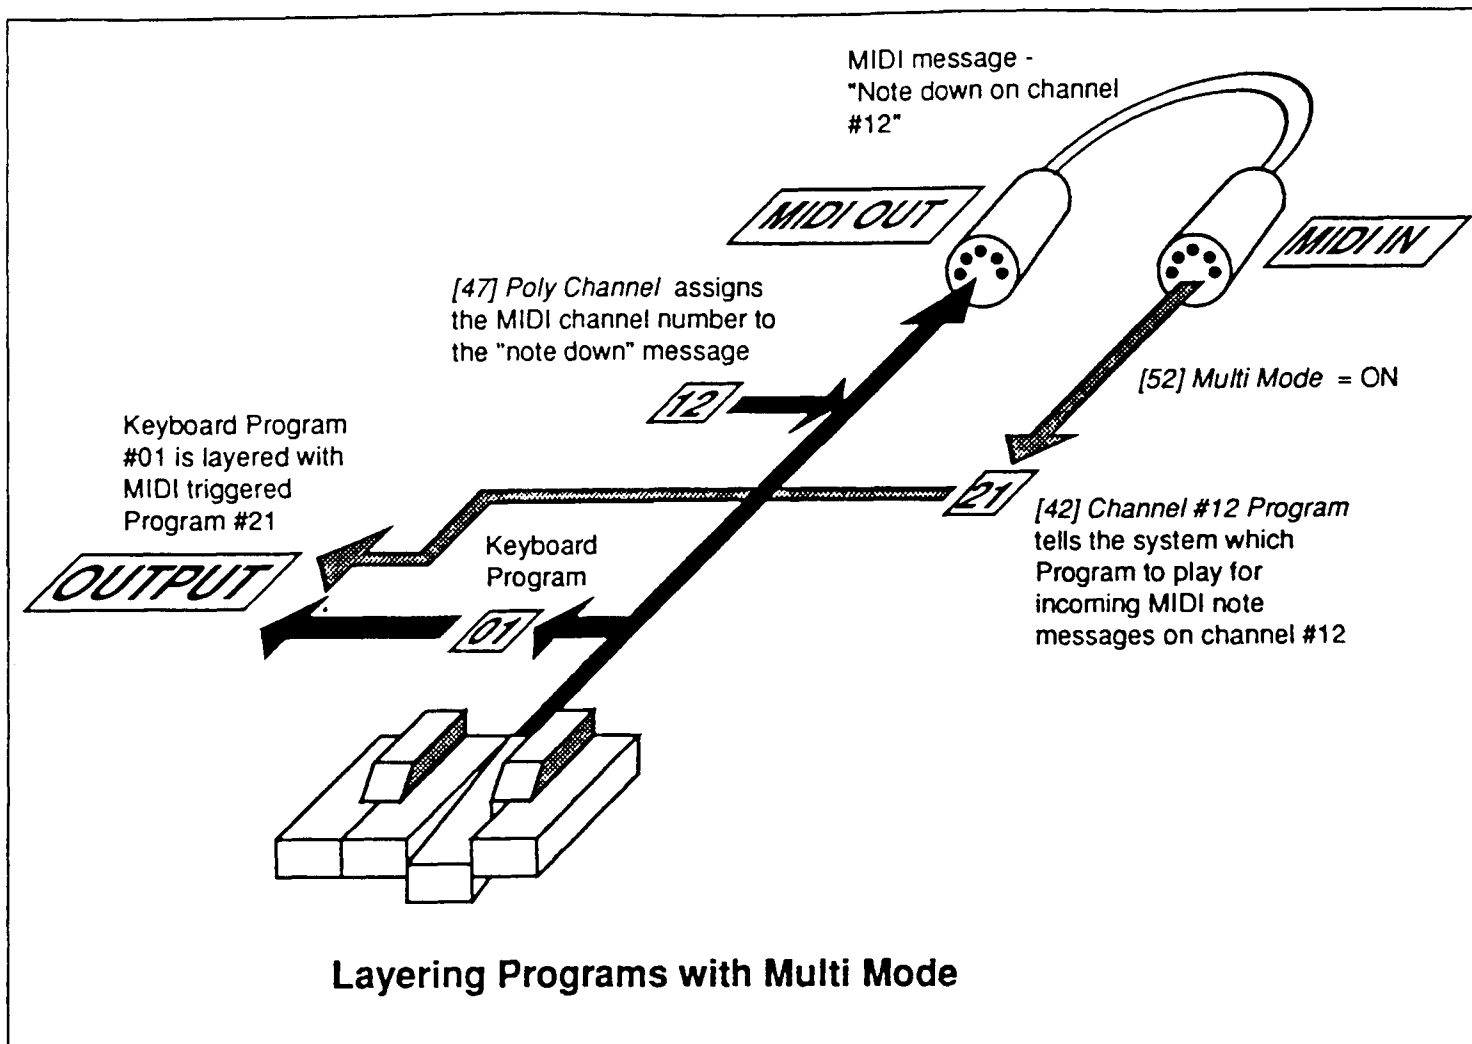 MIDI message -
"Note down on channel
#12"
MIDI OUT
MIDI IN
[47] Poly Channel assigns
the MIDI channel number to
the "note down" message
[52] Multi Mode = ON
12
Keyboard Program
#01 is layered with
MIDI triggered
Program #21
21
[42] Channel #12 Program
tells the system which
Program to play for
incoming MIDI note
messages on channel #12
Keyboard
Program
OUTPUT
01
Layering Programs with Multi Mode